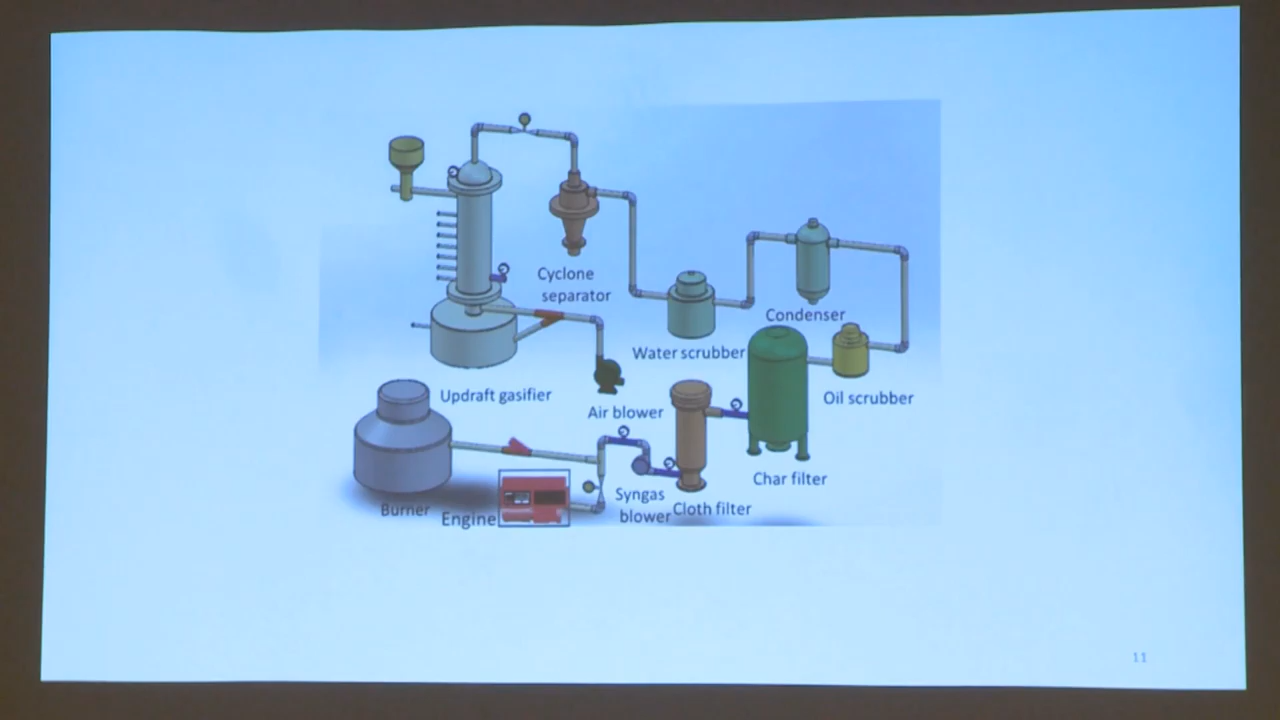 Cyclone
separator
Condenser
Water scrubber
Updraft gasifier
Air blower
Oil scrubber
Char filter
Syngas
blower
Cloth filter
Burner
Engine
11